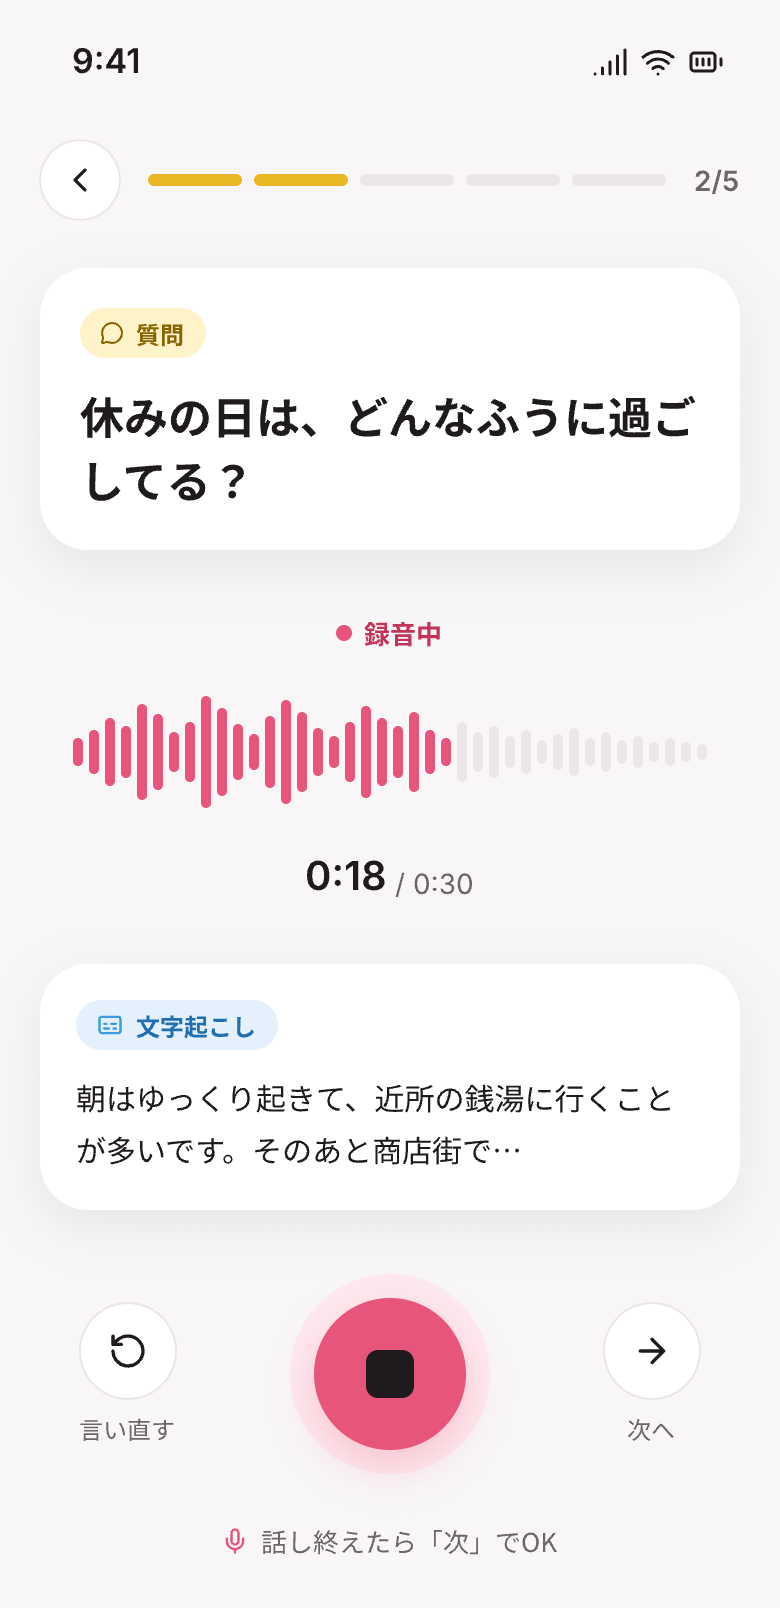 9:41
2/5
質問
休みの日は、どんなふうに過ご
してる？
録音中
0:18 / 0:30
文字起こし
朝はゆっくり起きて、近所の銭湯に行くこと
が多いです。そのあと商店街で…
言い直す
次へ
話し終えたら「次」でOK